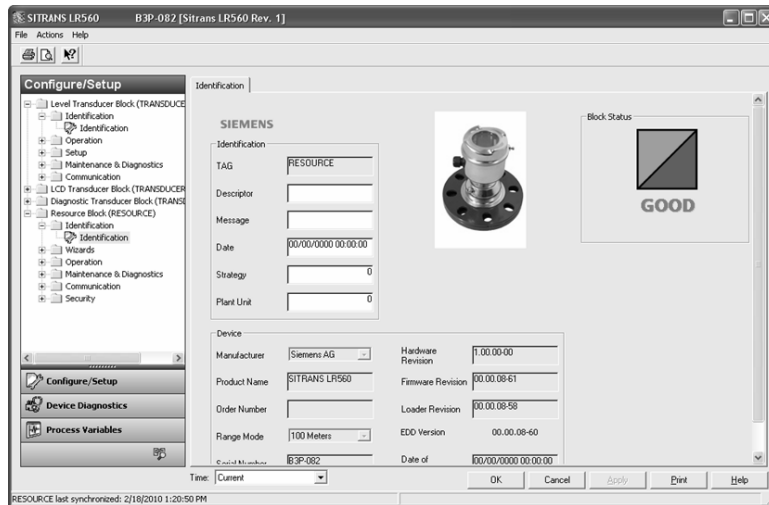 SITRANS LR560 B3P-082 [Sitrans LR560 Rev. 1]
File Actions Help
Configure/Setup
Level Transducer Block (TRANSDUCE
Identification
Identification
Operation
Setup
Maintenance & Diagnostics
Communication
LCD Transducer Block (TRANSDUCER
Diagnostic Transducer Block (TRANS
Resource Block (RESOURCE)
Identification
Identification
Wizards
Operation
Maintenance & Diagnostics
Communication
Security
Configure/Setup
Device Diagnostics
Process Variables
Identification
SIEMENS
Identification
TAG RESOURCE
Descriptor
Message
Date 00/00/0000 00:00:00
Strategy 0
Plant Unit 0
Block Status
GOOD
Device
Manufacturer Siemens AG
Product Name SITRANS LR560
Order Number
Range Mode 100 Meters
Serial Number B3P-082
Hardware
Revision 1.00.00-00
Firmware Revision 00.00.08-61
Loader Revision 00.00.08-58
EDD Version 00.00.08-60
Date of 00/00/0000 00:00:00
Time: Current
OK Cancel Apply Print Help
RESOURCE last synchronized: 2/18/2010 1:20:50 PM